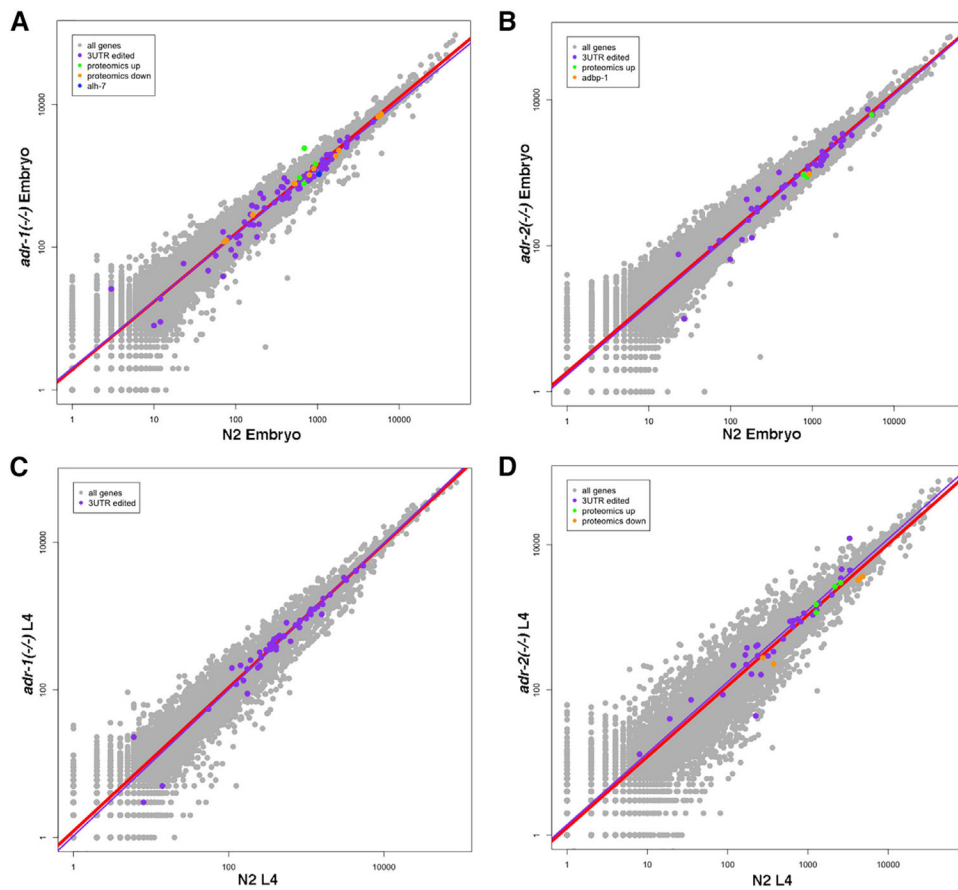 A
all genes
3UTR edited
proteomics up
proteomics down
alh-7
adr-1(-/-) Embryo
10000
100
1
1
10
100
1000
10000
N2 Embryo
B
all genes
3UTR edited
proteomics up
adbp-1
adr-2(-/-) Embryo
10000
100
1
1
10
100
1000
10000
N2 Embryo
C
all genes
3UTR edited
adr-1(-/-) L4
10000
100
1
1
100
10000
N2 L4
D
all genes
3UTR edited
proteomics up
proteomics down
adr-2(-/-) L4
10000
100
1
1
10
100
1000
10000
N2 L4